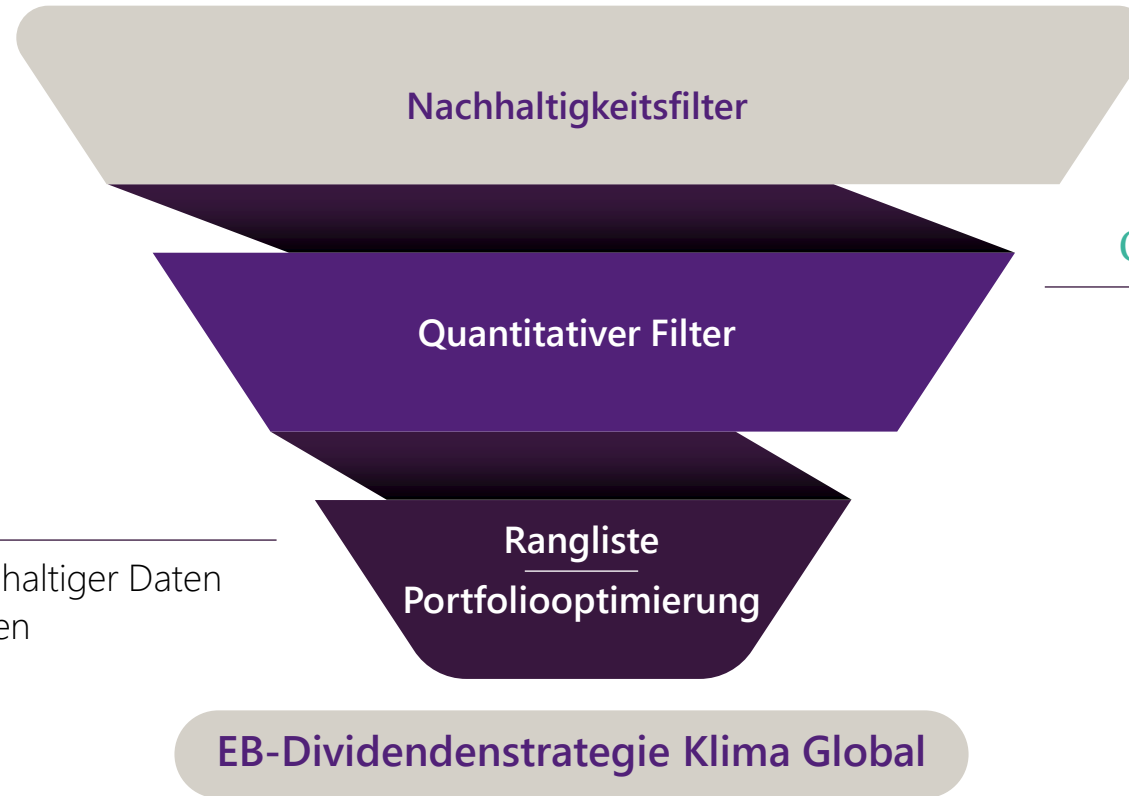 Nachhaltigkeitsfilter
Quantitativer Filter
Rangliste
haltiger Daten
Portfoliooptimierung
en
EB-Dividendenstrategie Klima Global